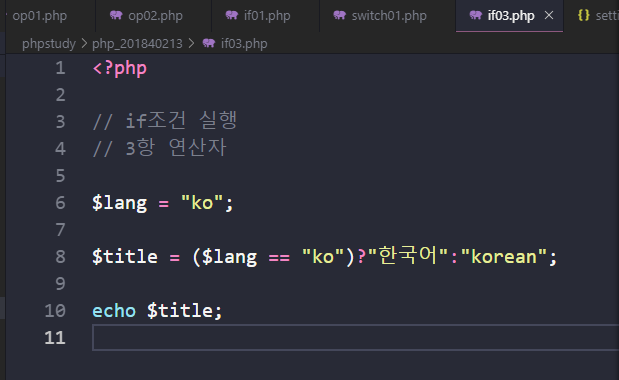 op01.php op02.php if01.php switch01.php if03.php
phpstudy > php_201840213 > if03.php
1 <?php
2
3 // if조건 실행
4 // 3항 연산자
5
6 $lang = "ko";
7
8 $title = ($lang == "ko")?"한국어":"korean";
9
10 echo $title;
11